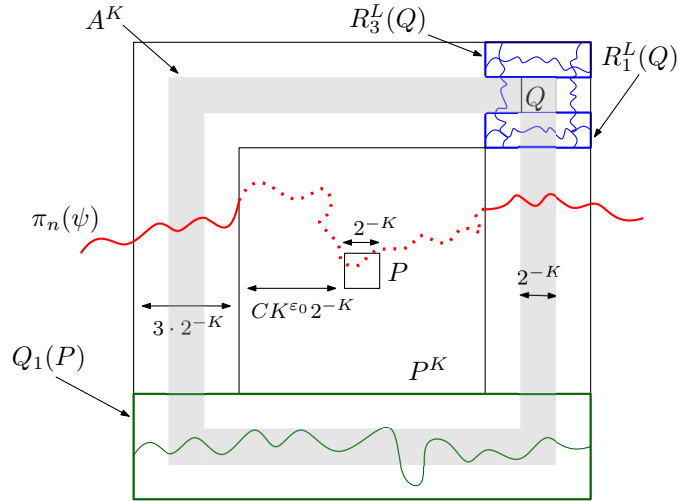 A^K
R_3^L(Q)
R_1^L(Q)
Q
π_n(ψ)
2^{-K}
P
2^{-K}
3 · 2^{-K}
CK^{ε_0}2^{-K}
Q_1(P)
P^K